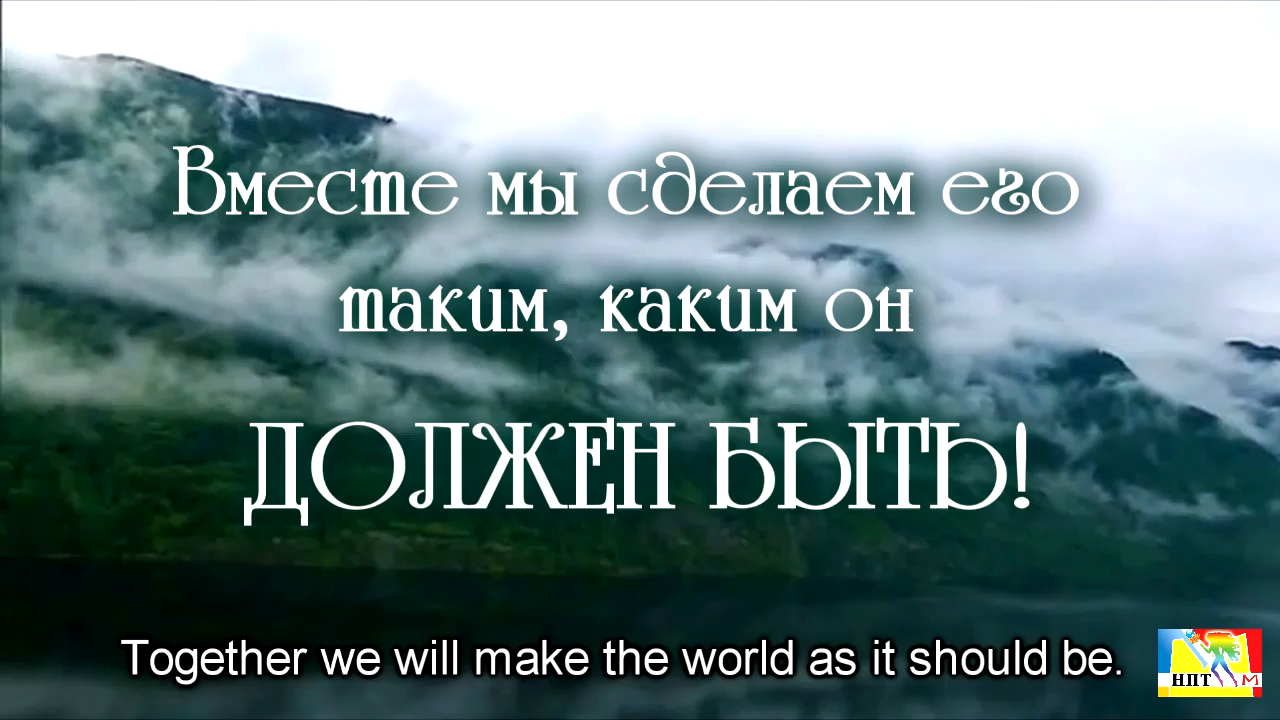 Вместе мы сделаем его
таким, каким он
ДОЛЖЕН БЫТЬ!
Together we will make the world as it should be.
НПТ М